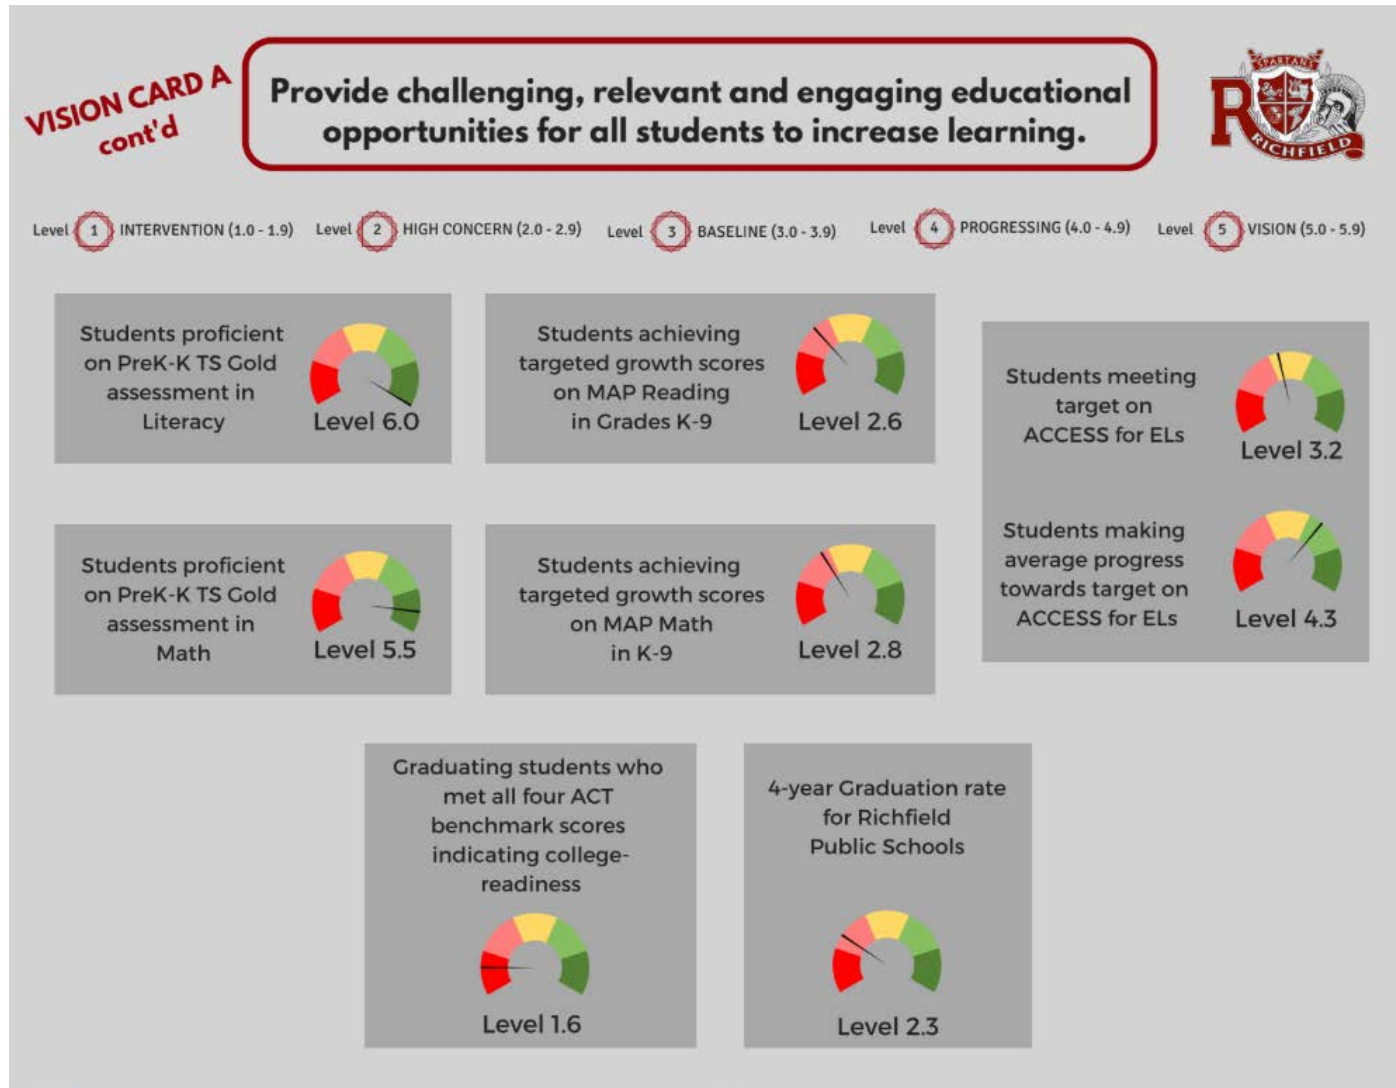 VISION CARD A
cont'd
Provide challenging, relevant and engaging educational
opportunities for all students to increase learning.
SPARTANS
R
RICHFIELD
Level 1 INTERVENTION (1.0 - 1.9)
Level 2 HIGH CONCERN (2.0 - 2.9)
Level 3 BASELINE (3.0 - 3.9)
Level 4 PROGRESSING (4.0 - 4.9)
Level 5 VISION (5.0 - 5.9)
Students proficient
on PreK-K TS Gold
assessment in
Literacy
Level 6.0
Students achieving
targeted growth scores
on MAP Reading
in Grades K-9
Level 2.6
Students meeting
target on
ACCESS for ELs
Level 3.2
Students making
average progress
towards target on
ACCESS for ELs
Level 4.3
Students proficient
on PreK-K TS Gold
assessment in
Math
Level 5.5
Students achieving
targeted growth scores
on MAP Math
in K-9
Level 2.8
Graduating students who
met all four ACT
benchmark scores
indicating college-
readiness
Level 1.6
4-year Graduation rate
for Richfield
Public Schools
Level 2.3